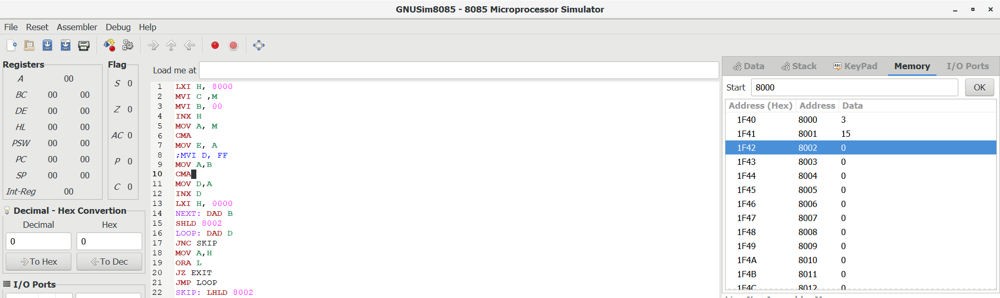 GNUSim8085 - 8085 Microprocessor Simulator
File Reset Assembler Debug Help
Registers
A 00
BC 00 00
DE 00 00
HL 00 00
PSW 00 00
PC 00 00
SP 00 00
Int-Reg 00
Flag
S 0
Z 0
AC 0
P 0
C 0
Decimal - Hex Convertion
Decimal Hex
0 0
To Hex To Dec
I/O Ports
Load me at
1 LXI H, 8000
2 MVI C ,M
3 MVI B, 00
4 INX H
5 MOV A, M
6 CMA
7 MOV E, A
8 ;MVI D, FF
9 MOV A,B
10 CMA
11 MOV D,A
12 INX D
13 LXI H, 0000
14 NEXT: DAD B
15 SHLD 8002
16 LOOP: DAD D
17 JNC SKIP
18 MOV A,H
19 ORA L
20 JZ EXIT
21 JMP LOOP
22 SKIP: LHLD 8002
Data Stack Abc KeyPad Memory I/O Ports
Start 8000 OK
Address (Hex) Address Data
1F40 8000 3
1F41 8001 15
1F42 8002 0
1F43 8003 0
1F44 8004 0
1F45 8005 0
1F46 8006 0
1F47 8007 0
1F48 8008 0
1F49 8009 0
1F4A 8010 0
1F4B 8011 0
1F4C 8012 0